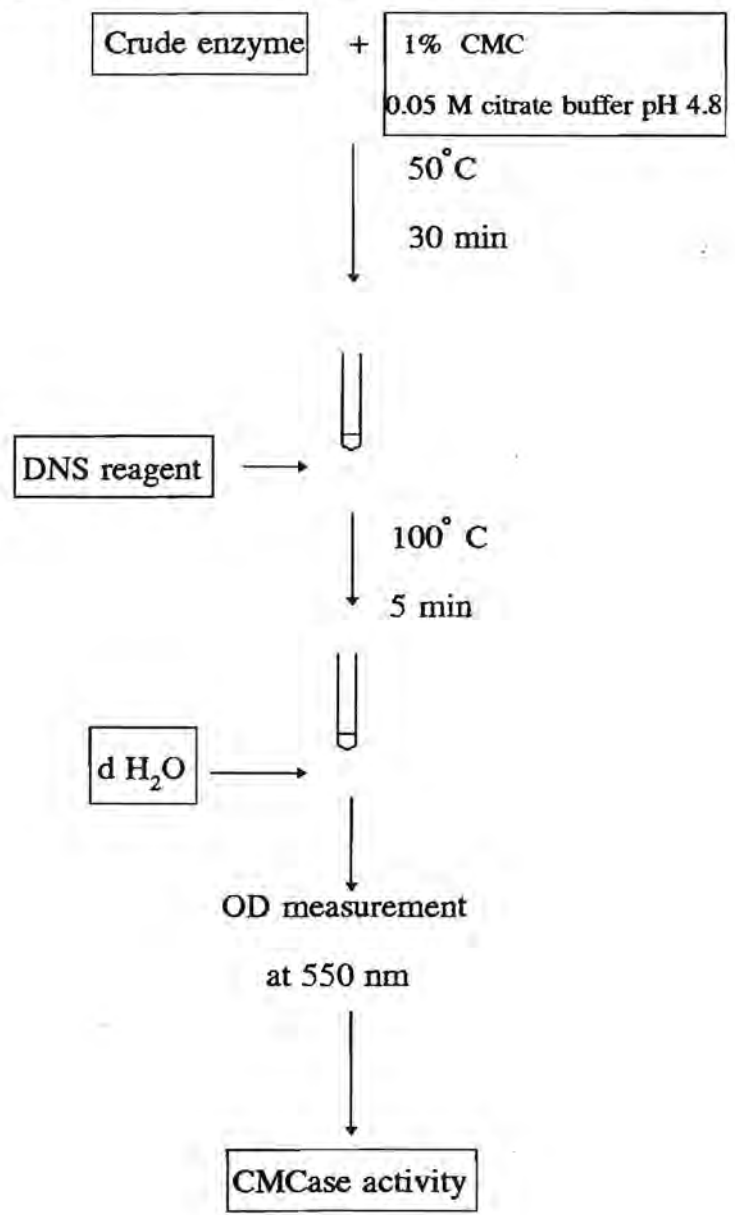 Crude enzyme + 1% CMC
0.05 M citrate buffer pH 4.8
50°C
30 min
DNS reagent
100° C
5 min
d H₂O
OD measurement
at 550 nm
CMCase activity